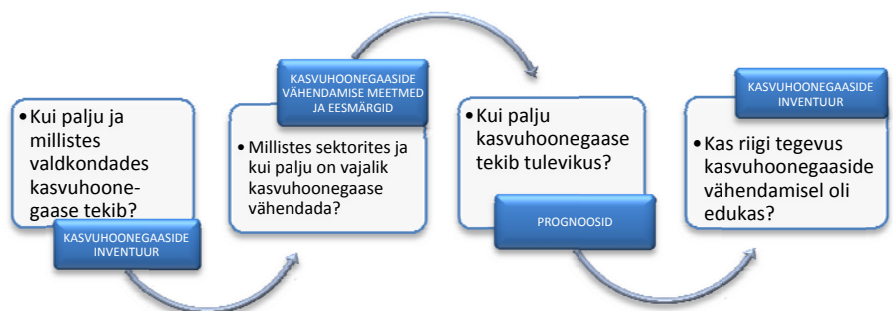 • Kui palju ja
millistes
valdkondades
kasvuhoone-
gaase tekib?
KASVUHOONEGAASIDE
INVENTUUR
KASVUHOONEGAASIDE
VÄHENDAMISE MEETMED
JA EESMÄRGID
• Millistes sektorites ja
kui palju on vajalik
kasvuhoonegaase
vähendada?
• Kui palju
kasvuhoonegaase
tekib tulevikus?
PROGNOOSID
KASVUHOONEGAASIDE
INVENTUUR
• Kas riigi tegevus
kasvuhoonegaaside
vähendamisel oli
edukas?